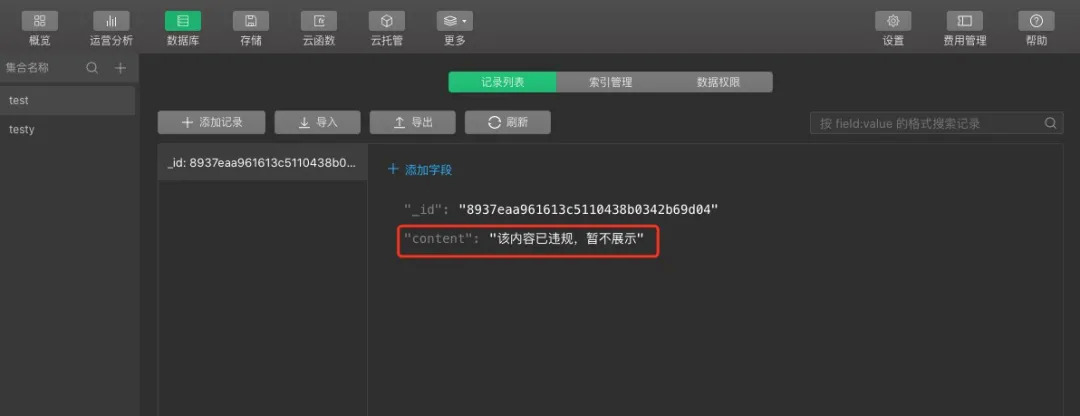 概览 运营分析 数据库 存储 云函数 云托管 更多 设置 费用管理 帮助
集合名称
记录列表 索引管理 数据权限
test
testy
添加记录 导入 导出 刷新 按 field:value 的格式搜索记录
_id: 8937eaa961613c5110438b0...
添加字段
"_id": "8937eaa961613c5110438b0342b69d04"
"content": "该内容已违规，暂不展示"